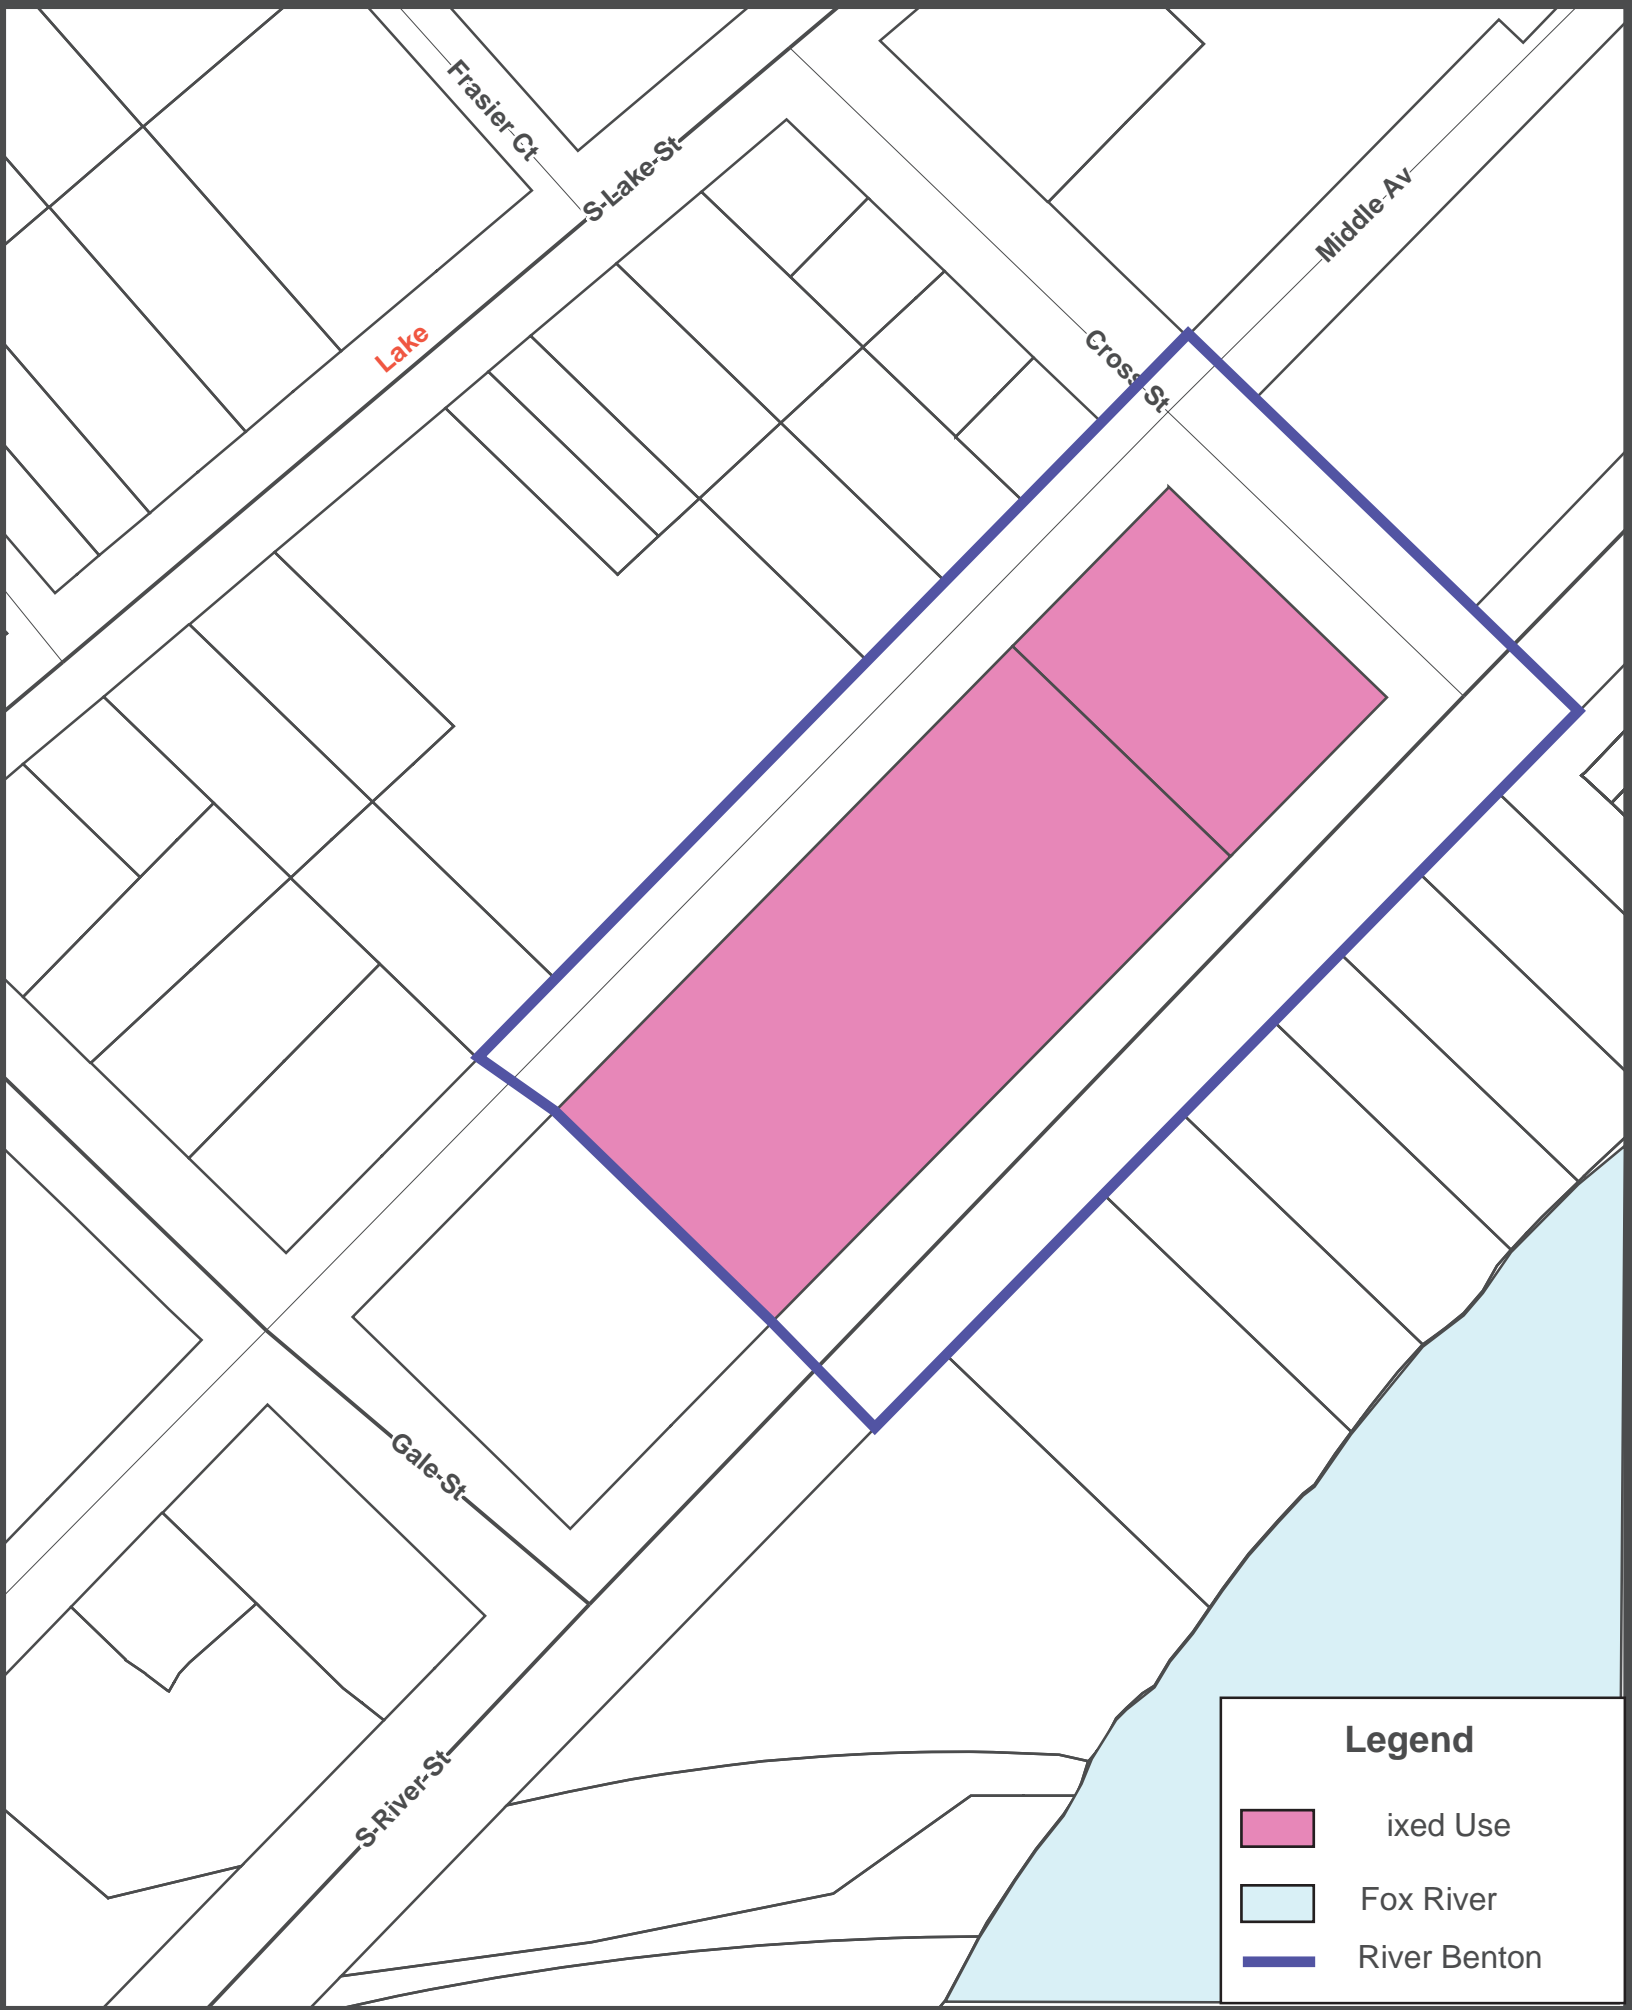 Frasier Ct
S Lake St
Middle Av
Lake
Cross St
Gale St
S River St
Legend
ixed Use
Fox River
River Benton